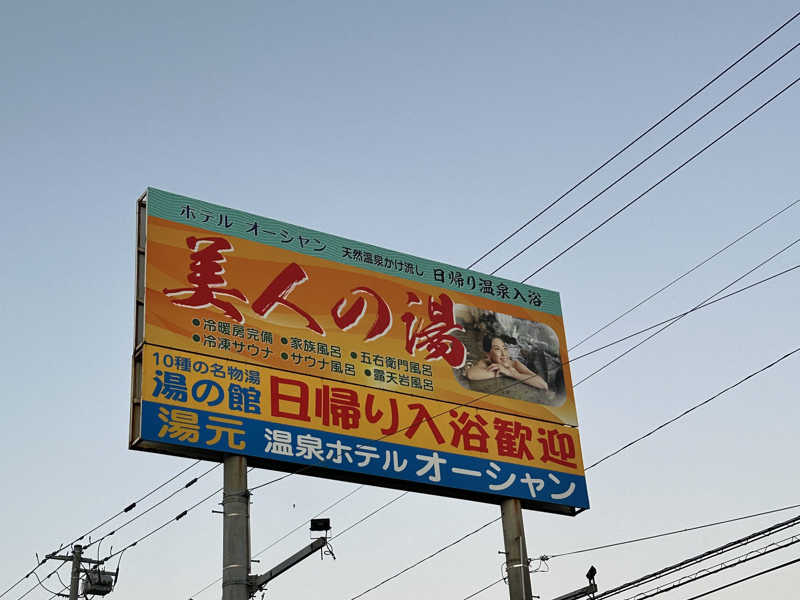 ホテル オーシャン 天然温泉かけ流し 日帰り温泉入浴
美人の湯
●冷暖房完備 ●家族風呂 ●五右衛門風呂
●冷凍サウナ ●サウナ風呂 ●露天岩風呂
10種の名物湯
湯の館 日帰り入浴歓迎
湯元 温泉ホテル オーシャン